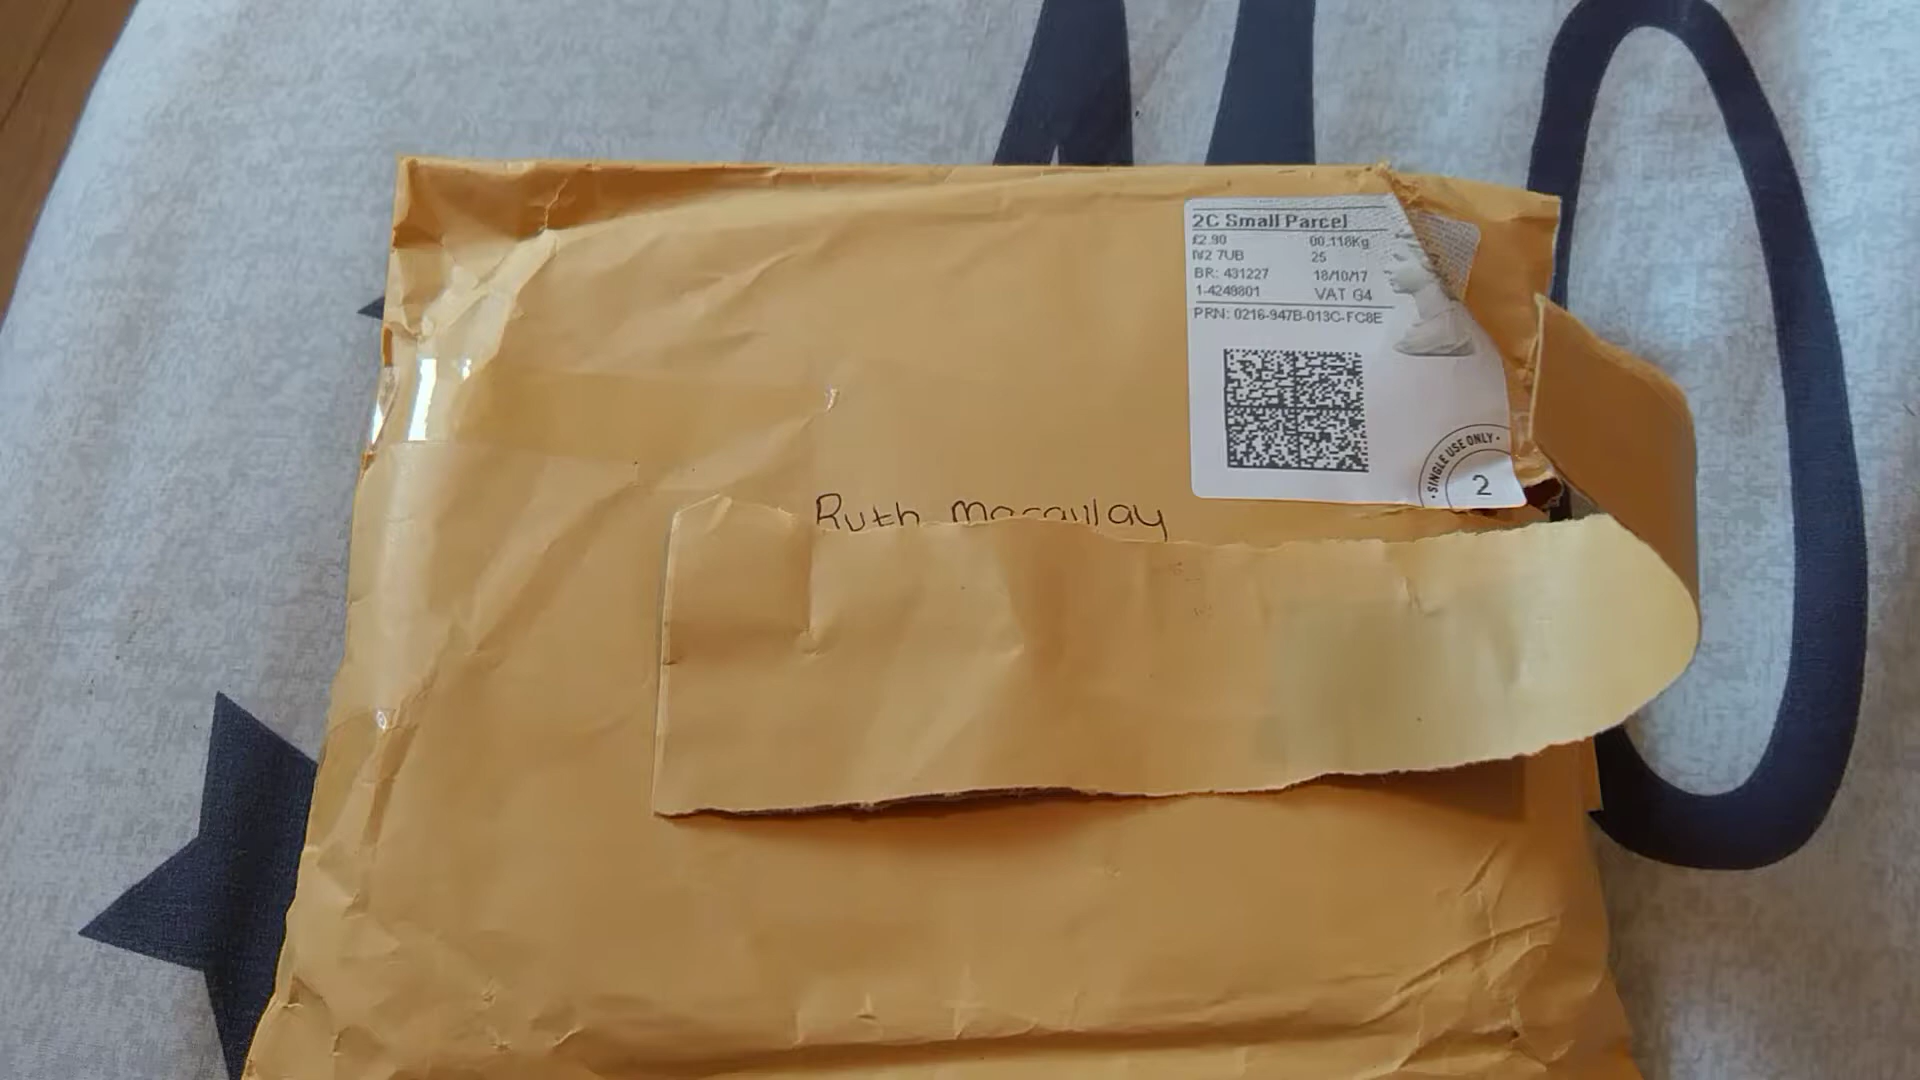 2C Small Parcel
£2.90 00.118Kg
IV2 7UB 25
BR: 431227 18/10/17
1-4249801 VAT G4
PRN: 0216-947B-013C-FC8E
• SINGLE USE ONLY •
2
Ruth macaulay